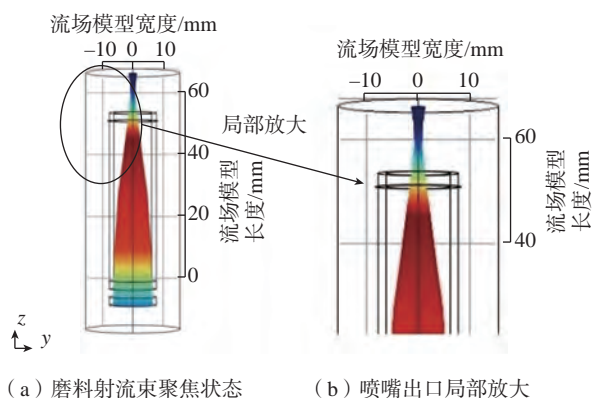 流场模型宽度/mm
–10 0 10
60
40
20
0
流场模型
长度/mm
局部放大
z
y
（a）磨料射流束聚焦状态
流场模型宽度/mm
–10 0 10
60
40
流场模型
长度/mm
（b）喷嘴出口局部放大